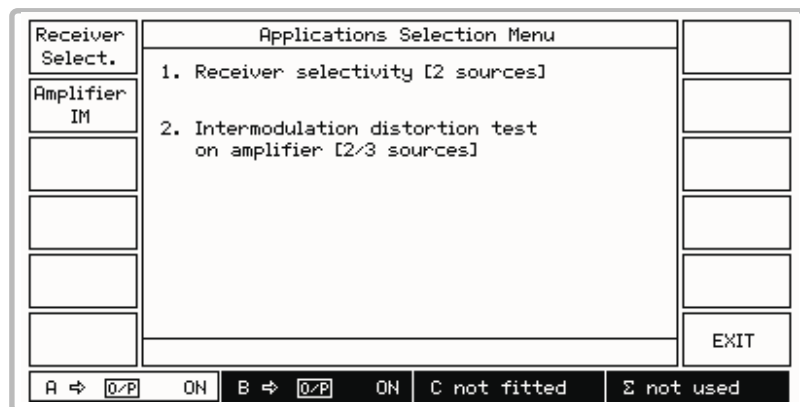 Receiver
Select.
Applications Selection Menu
1. Receiver selectivity [2 sources]
Amplifier
IM
2. Intermodulation distortion test
on amplifier [2/3 sources]
EXIT
A ⇨ O/P ON B ⇨ O/P ON C not fitted Σ not used